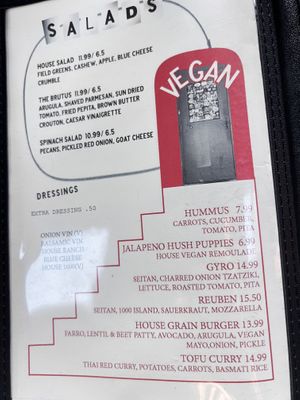 SALADS
HOUSE SALAD 11.99/ 6.5
FIELD GREENS, CASHEW, APPLE, BLUE CHEESE
CRUMBLE
THE BRUTUS 11.99/ 6.5
ARUGULA, SHAVED PARMESAN, SUN DRIED
TOMATO, FRIED PEPITA, BROWN BUTTER
CROUTON, CAESAR VINAIGRETTE
SPINACH SALAD 10.99/ 6.5
PECANS, PICKLED RED ONION, GOAT CHEESE
DRESSINGS
EXTRA DRESSING .50
ONION VIN (V)
BALSAMIC VIN
HOUSE RANCH
BLUE CHEESE
HOUSE (V)
VEGAN
HUMMUS 7.99
CARROTS, CUCUMBER,
TOMATO, PITA
JALAPENO HUSH PUPPIES 6.99
HOUSE VEGAN REMOULADE
GYRO 14.99
SEITAN, CHARRED ONION TZATZIKI,
LETTUCE, ROASTED TOMATO, PITA
REUBEN 15.50
SEITAN, 1000 ISLAND, SAUERKRAUT, MOZZARELLA
HOUSE GRAIN BURGER 13.99
FARRO, LENTIL & BEET PATTY, AVOCADO, ARUGULA, VEGAN
MAYO,ONION, PICKLE
TOFU CURRY 14.99
THAI RED CURRY, POTATOES, CARROTS, BASMATI RICE